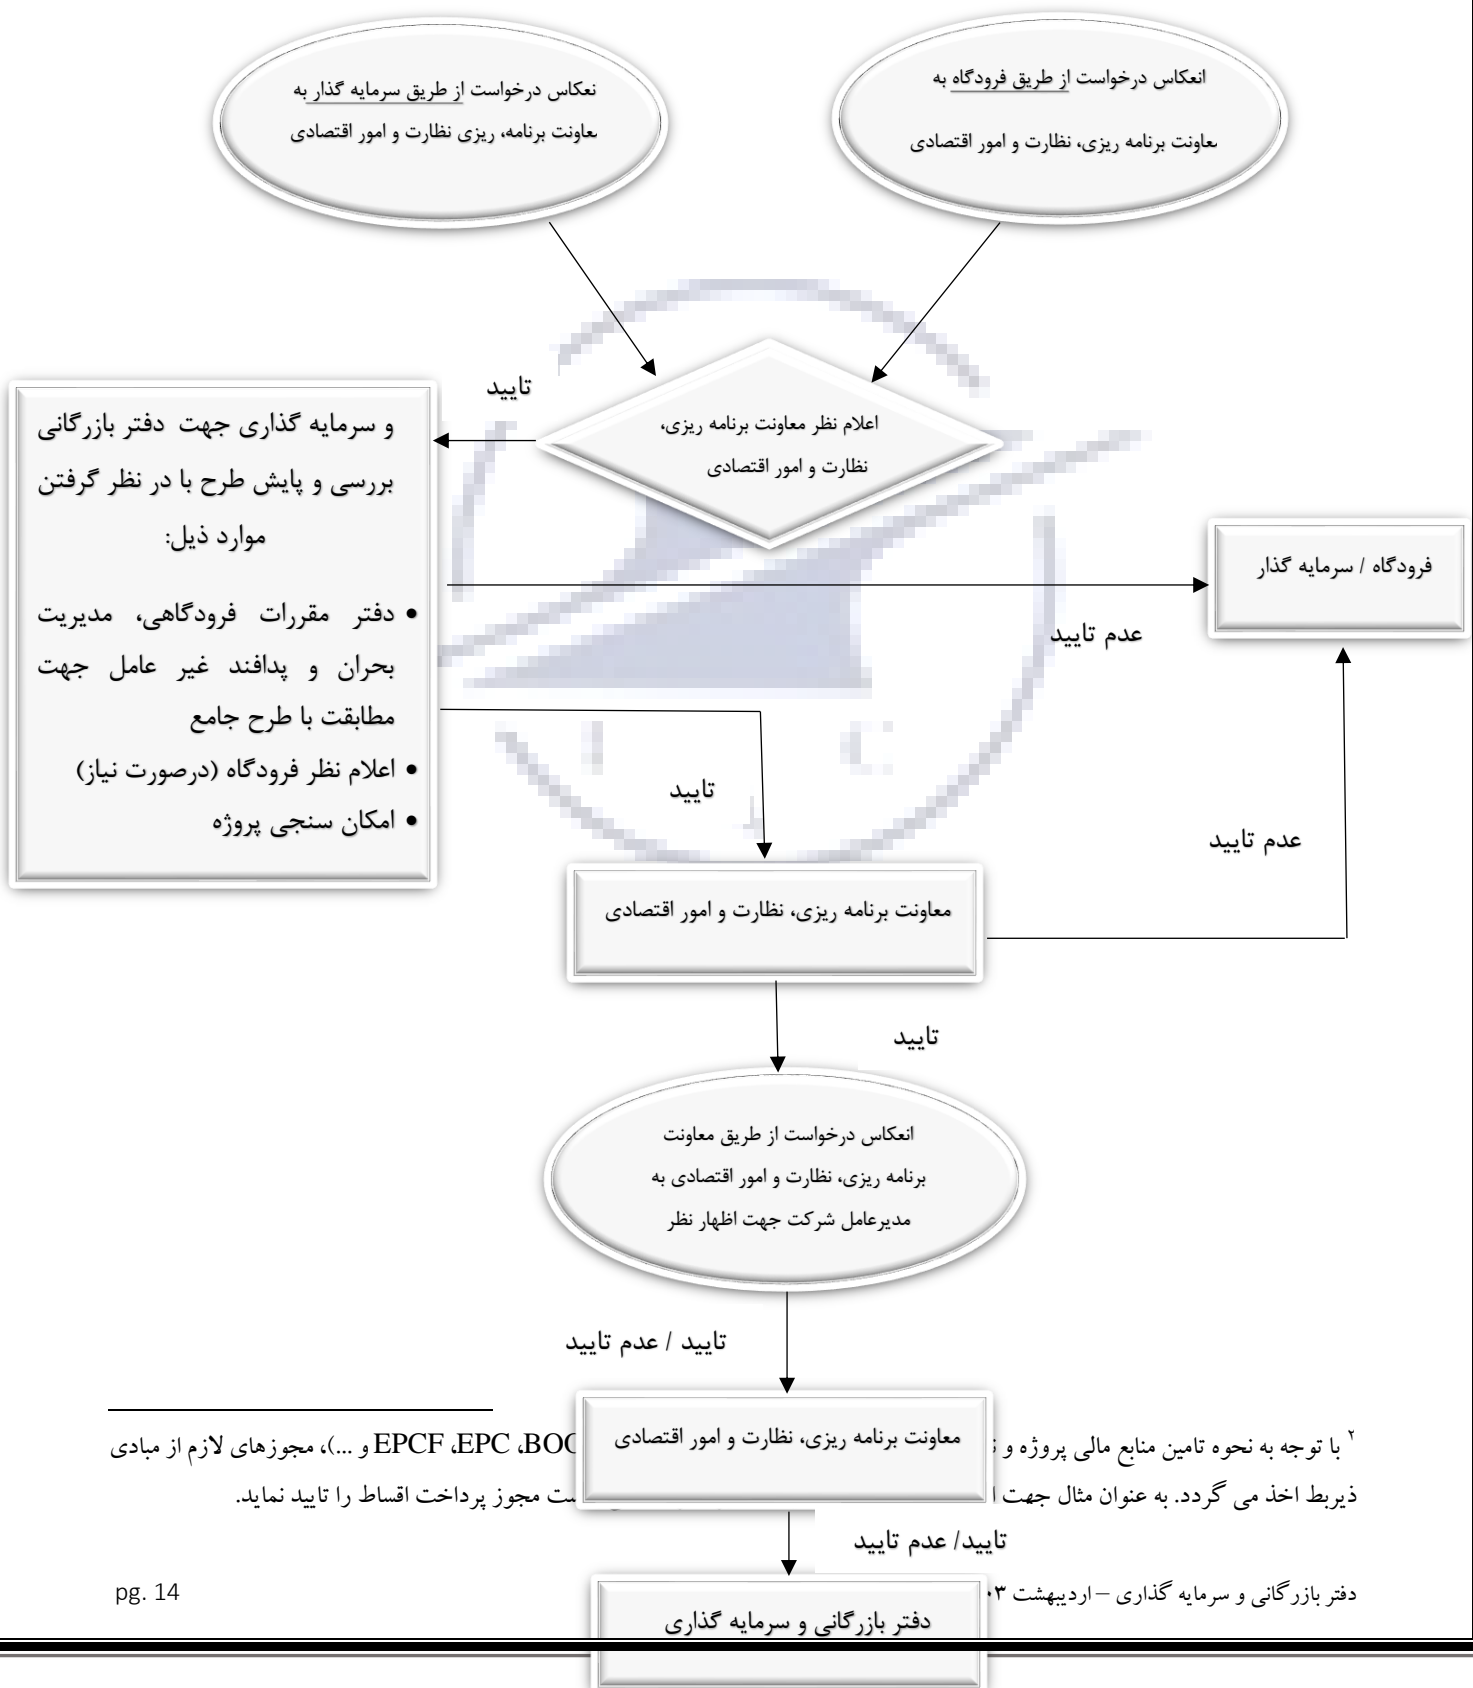 انعکاس درخواست از طریق فرودگاه به
معاونت برنامه ریزی، نظارت و امور اقتصادی
نعکاس درخواست از طریق سرمایه گذار به
معاونت برنامه، ریزی نظارت و امور اقتصادی
اعلام نظر معاونت برنامه ریزی،
نظارت و امور اقتصادی
تایید
و سرمایه گذاری جهت دفتر بازرگانی
بررسی و پایش طرح با در نظر گرفتن
موارد ذیل:
• دفتر مقررات فرودگاهی، مدیریت
بحران و پدافند غیر عامل جهت
مطابقت با طرح جامع
• اعلام نظر فرودگاه (درصورت نیاز)
• امکان سنجی پروژه
فرودگاه / سرمایه گذار
عدم تایید
تایید
عدم تایید
معاونت برنامه ریزی، نظارت و امور اقتصادی
تایید
انعکاس درخواست از طریق معاونت
برنامه ریزی، نظارت و امور اقتصادی به
مدیرعامل شرکت جهت اظهار نظر
تایید / عدم تایید
معاونت برنامه ریزی، نظارت و امور اقتصادی
۲ با توجه به نحوه تامین منابع مالی پروژه و EPCF ،EPC ، و ...)، مجوزهای لازم از مبادی
ذیربط اخذ می گردد. به عنوان مثال جهت مجوز پرداخت اقساط را تایید نماید.
تایید/ عدم تایید
دفتر بازرگانی و سرمایه گذاری
دفتر بازرگانی و سرمایه گذاری – اردیبهشت
pg. 14